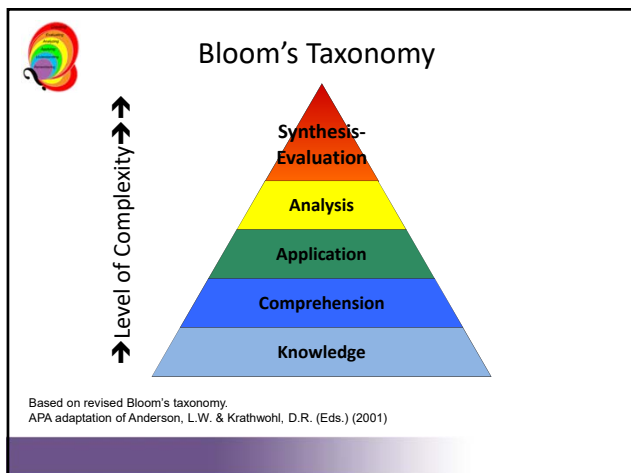 Bloom's Taxonomy
Level of Complexity
Synthesis-
Evaluation
Analysis
Application
Comprehension
Knowledge
Based on revised Bloom's taxonomy.
APA adaptation of Anderson, L.W. & Krathwohl, D.R. (Eds.) (2001)